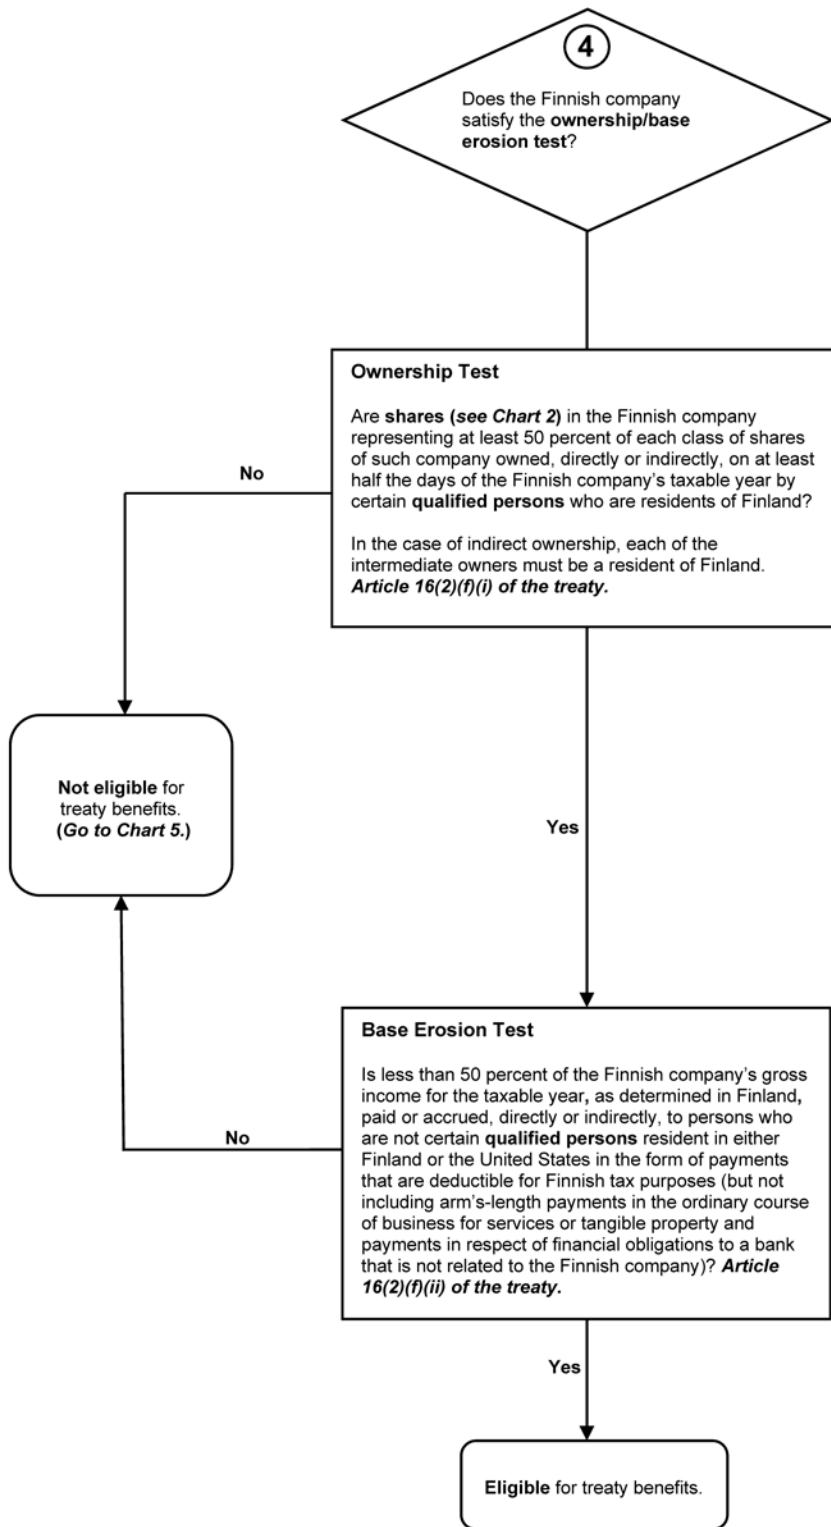 4
Does the Finnish company
satisfy the ownership/base
erosion test?
Ownership Test
Are shares (see Chart 2) in the Finnish company
representing at least 50 percent of each class of shares
of such company owned, directly or indirectly, on at least
half the days of the Finnish company's taxable year by
certain qualified persons who are residents of Finland?
In the case of indirect ownership, each of the
intermediate owners must be a resident of Finland.
Article 16(2)(f)(i) of the treaty.
No
Not eligible for
treaty benefits.
(Go to Chart 5.)
Yes
Base Erosion Test
Is less than 50 percent of the Finnish company's gross
income for the taxable year, as determined in Finland,
paid or accrued, directly or indirectly, to persons who
are not certain qualified persons resident in either
Finland or the United States in the form of payments
that are deductible for Finnish tax purposes (but not
including arm's-length payments in the ordinary course
of business for services or tangible property and
payments in respect of financial obligations to a bank
that is not related to the Finnish company)? Article
16(2)(f)(ii) of the treaty.
No
Yes
Eligible for treaty benefits.